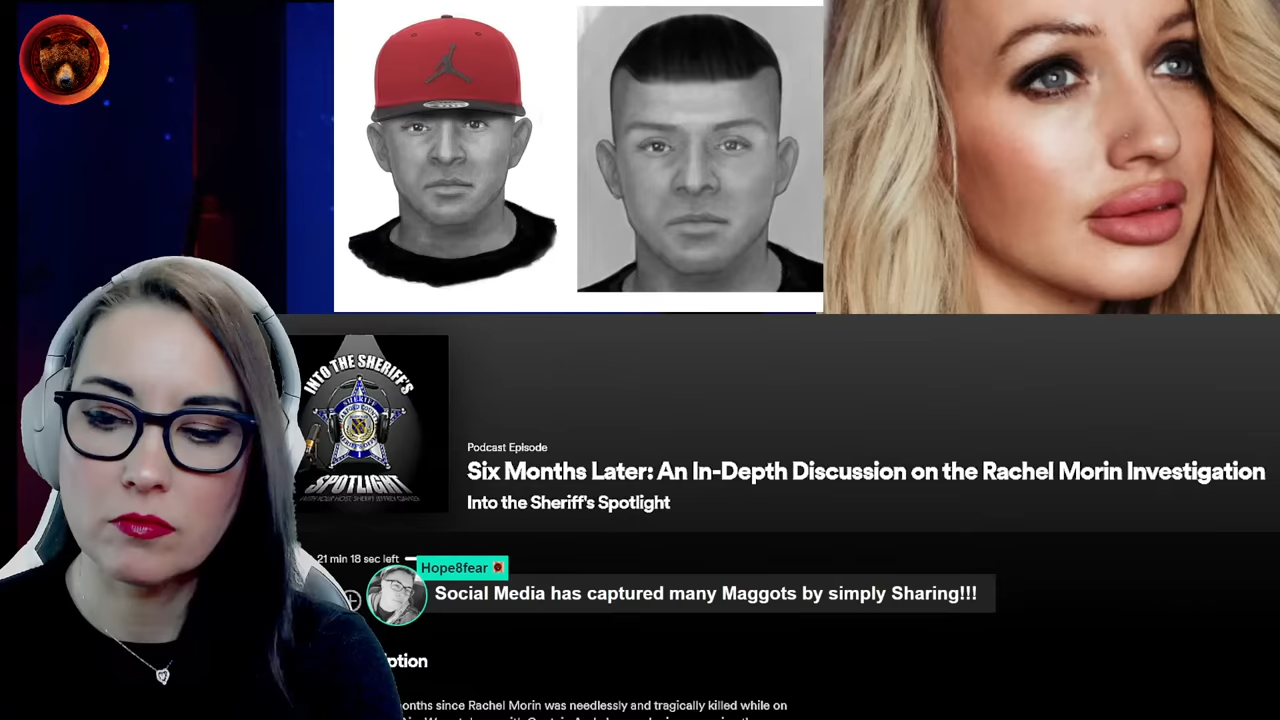 INTO THE SHERIFF'S
SHERIFF
SPOTLIGHT
Podcast Episode
Six Months Later: An In-Depth Discussion on the Rachel Morin Investigation
Into the Sheriff's Spotlight
21 min 18 sec left
Hope8fear
Social Media has captured many Maggots by simply Sharing!!!
ption
onths since Rachel Morin was needlessly and tragically killed while on